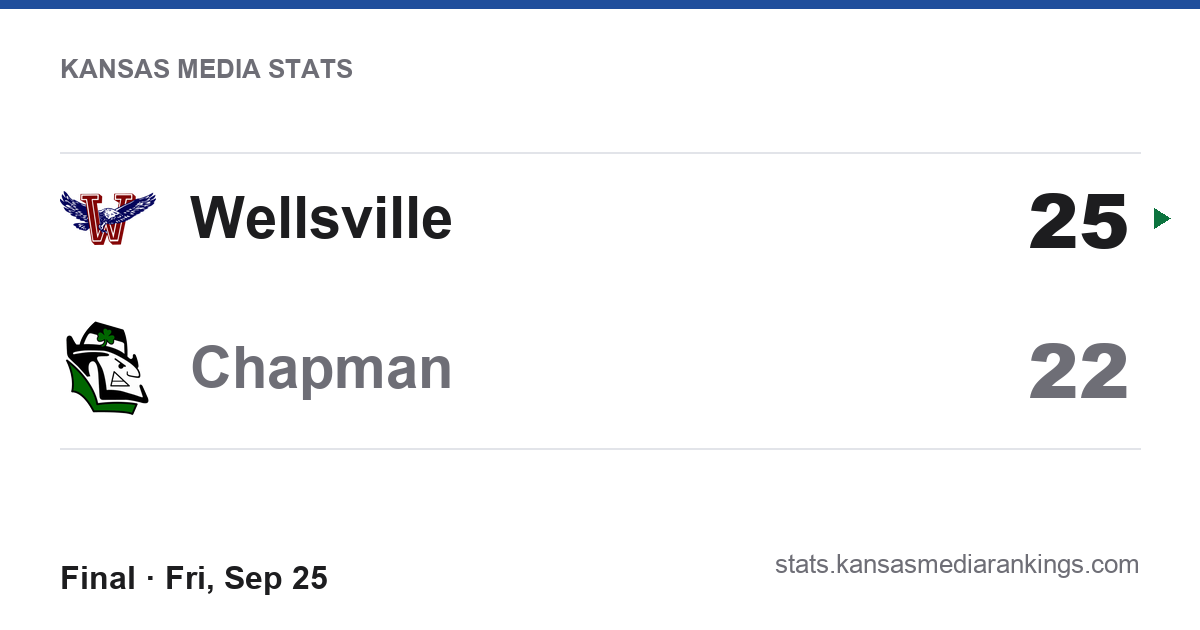 KANSAS MEDIA STATS
W
Wellsville 25
Chapman 22
Final · Fri, Sep 25
stats.kansasmediarankings.com